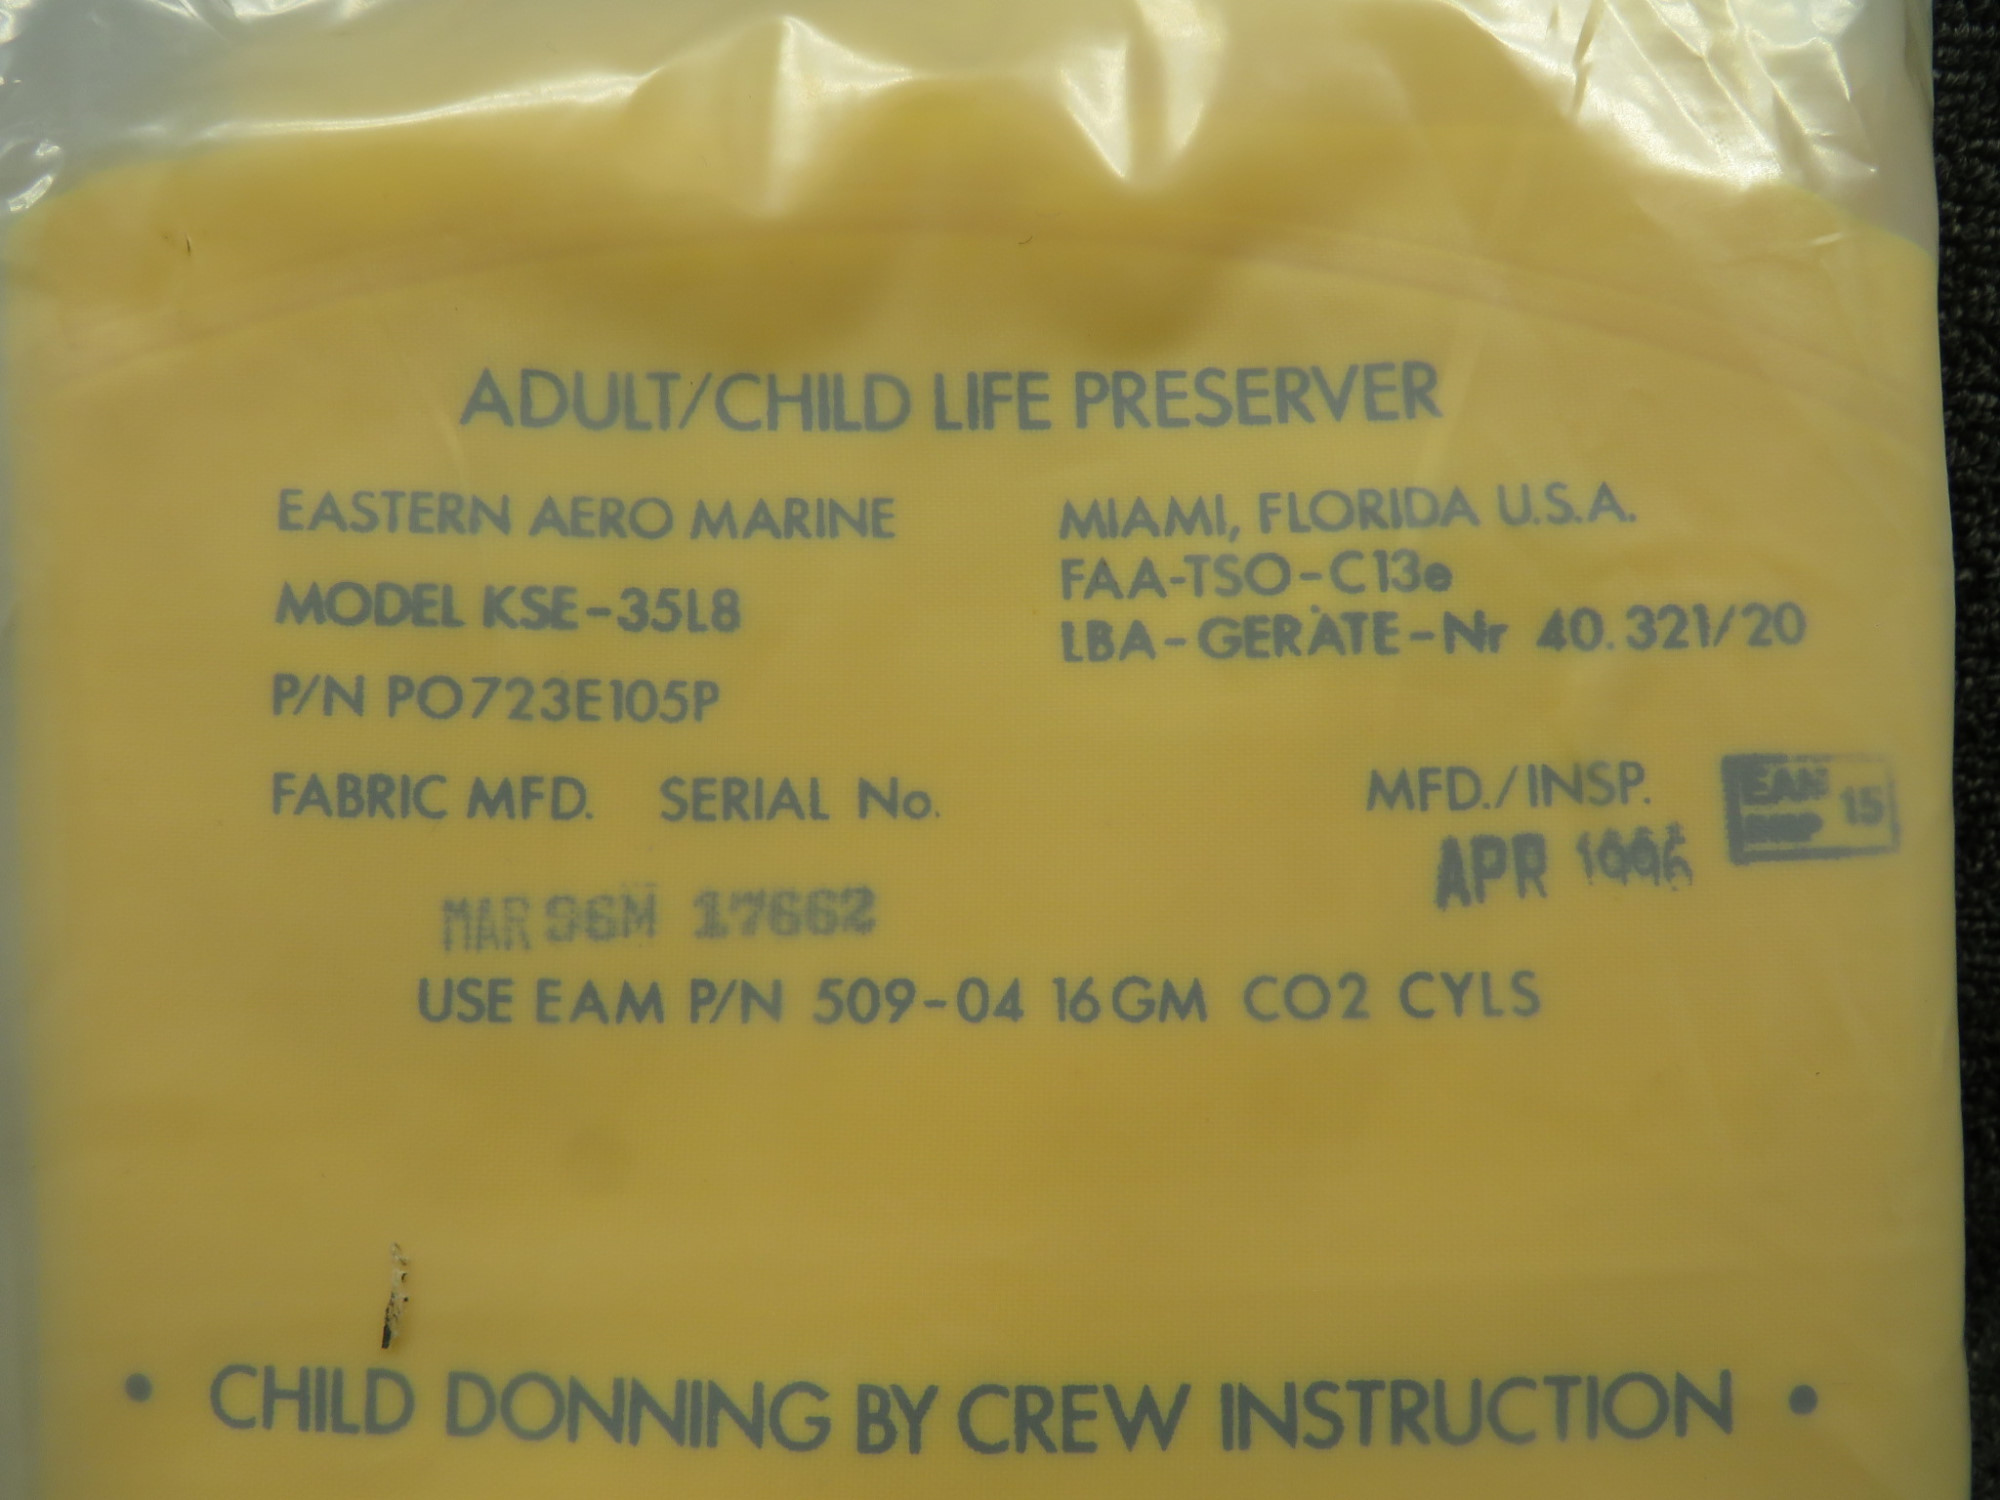 ADULT/CHILD LIFE PRESERVER
EASTERN AERO MARINE
MIAMI, FLORIDA U.S.A.
FAA-TSO-C13e
MODEL KSE-35L8
LBA-GERÄTE-Nr 40.321/20
P/N PO723E105P
FABRIC MFD. SERIAL No.
MFD./INSP.
EAM 15
INSP
APR 1996
MAR 96M 17662
USE EAM P/N 509-04 16GM CO2 CYLS
• CHILD DONNING BY CREW INSTRUCTION •